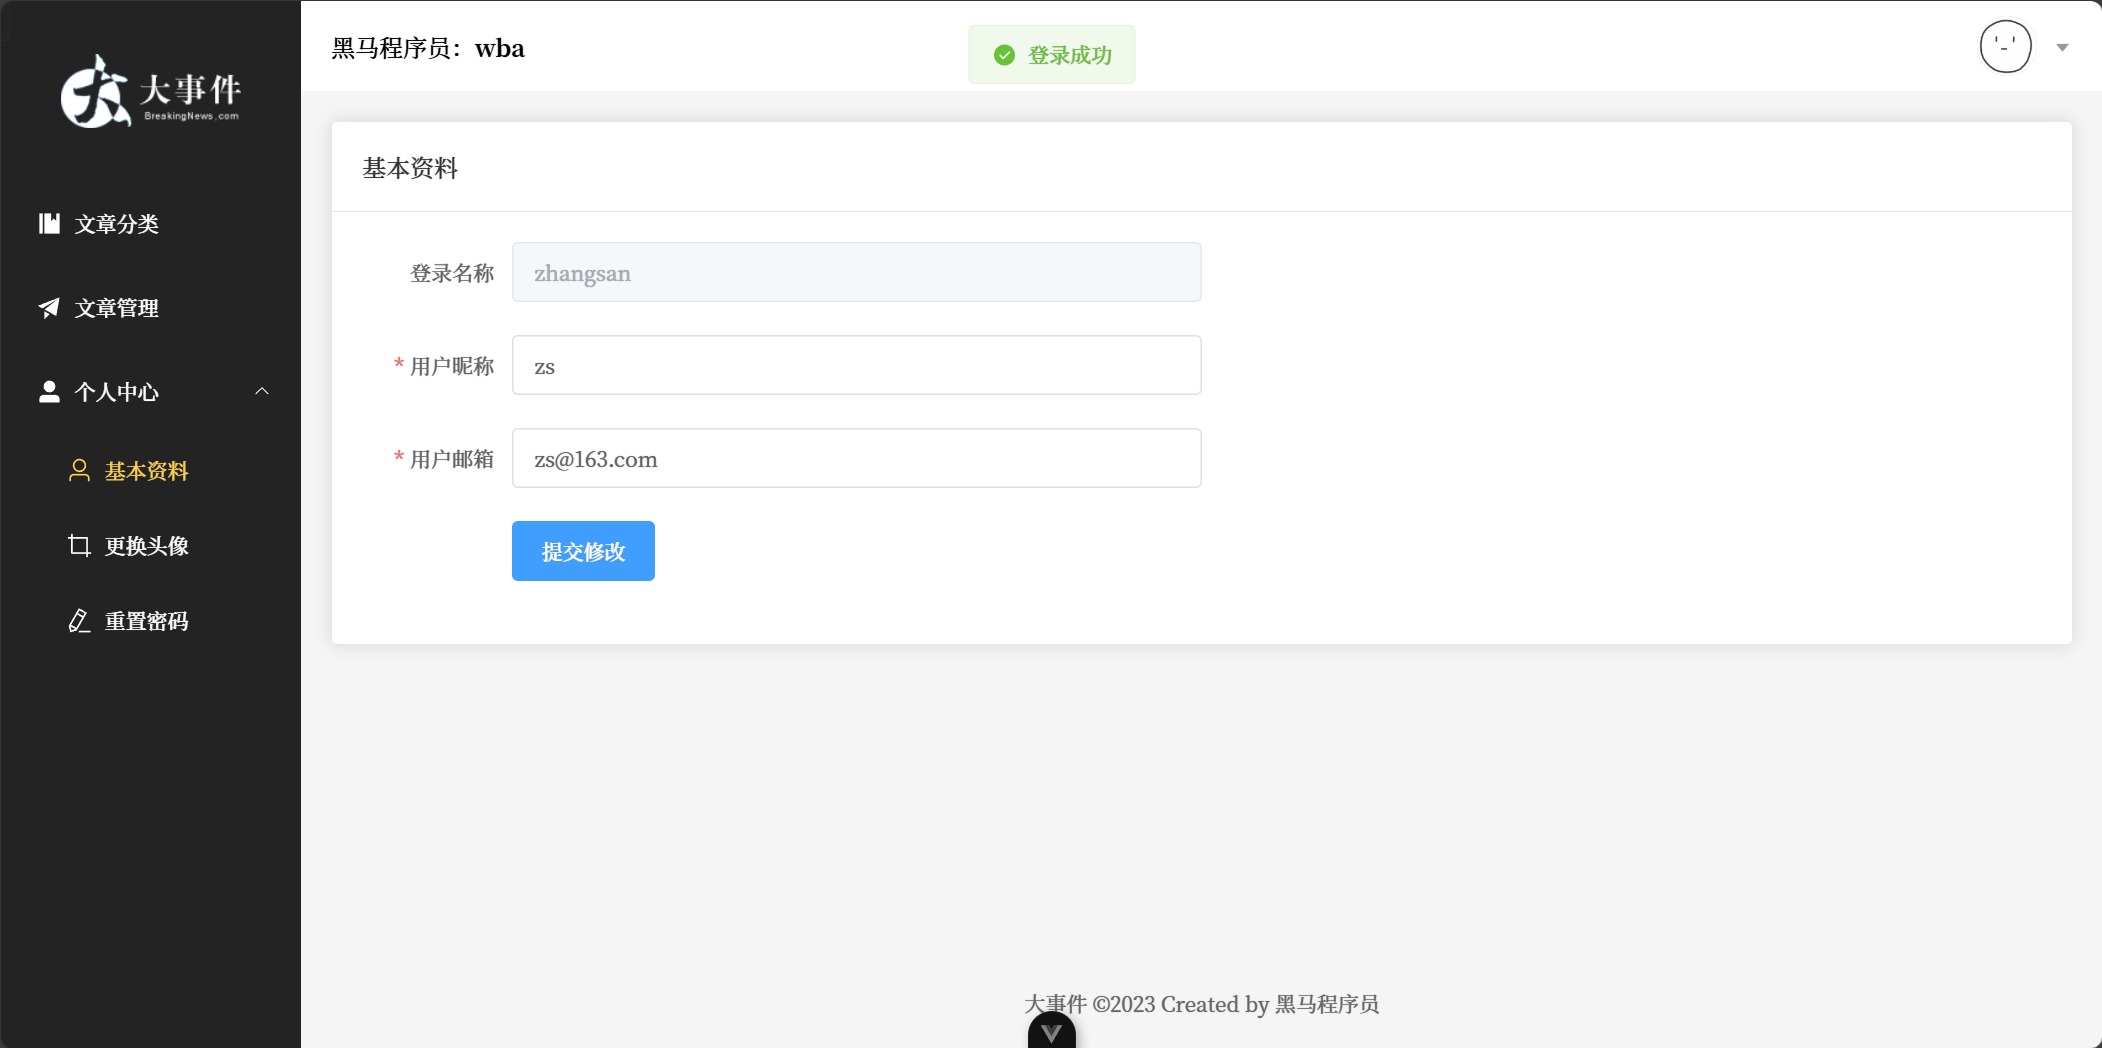 大事件
BreakingNews.com
文章分类
文章管理
个人中心
基本资料
更换头像
重置密码
黑马程序员：wba
登录成功
基本资料
登录名称 zhangsan
* 用户昵称 zs
* 用户邮箱 zs@163.com
提交修改
大事件 ©2023 Created by 黑马程序员